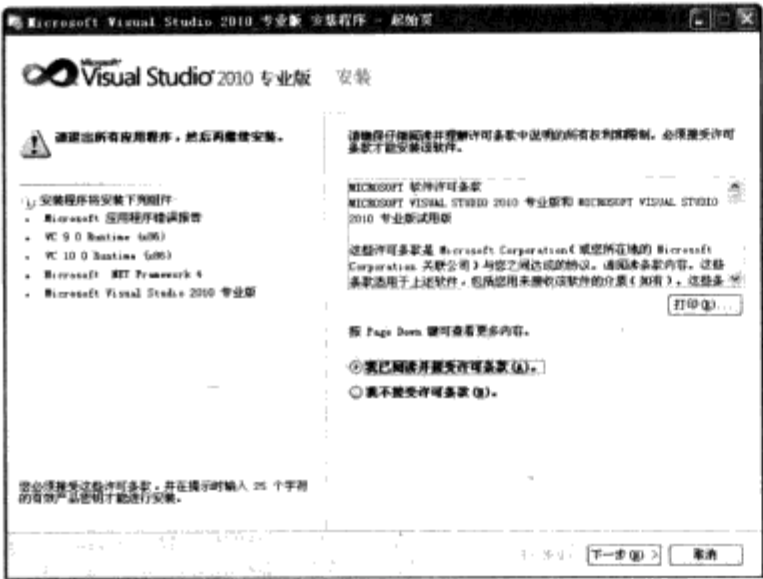 Microsoft Visual Studio 2010 专业版 安装程序 - 起始页
Microsoft
Visual Studio 2010 专业版 安装
请退出所有应用程序，然后再继续安装。
安装程序将安装下列组件
Microsoft 应用程序错误报告
VC 9 0 Runtime (x86)
VC 10 0 Runtime (x86)
Microsoft .NET Framework 4
Microsoft Visual Studio 2010 专业版
您必须接受这些许可条款，并在提示时输入 25 个字符
的有效产品密钥才能进行安装。
请确保仔细阅读并理解许可条款中说明的所有权利和限制。必须接受许可
条款才能安装该软件。
MICROSOFT 软件许可条款
MICROSOFT VISUAL STUDIO 2010 专业版和 MICROSOFT VISUAL STUDIO
2010 专业版试用版
这些许可条款是 Microsoft Corporation（或您所在地的 Microsoft
Corporation 关联公司）与您之间达成的协议。请阅读条款内容。这些
条款适用于上述软件，包括您用来接收该软件的介质（如有）。这些条
打印(R)...
按 Page Down 键可查看更多内容。
我已阅读并接受许可条款(A)。
我不接受许可条款(N)。
下一步(N) >
取消